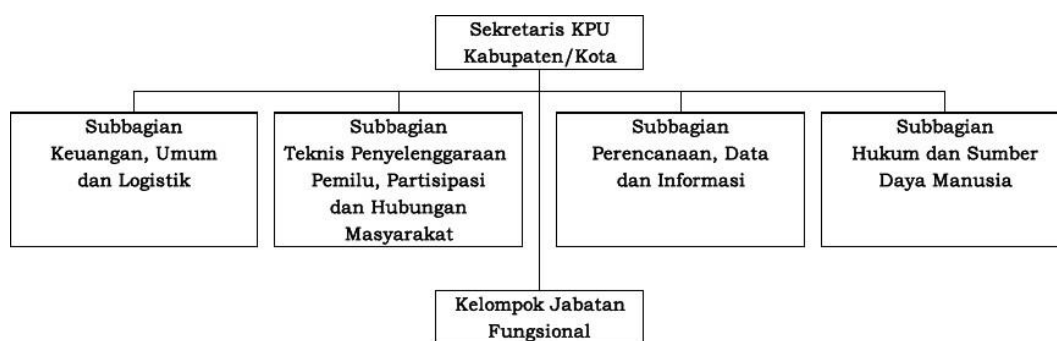 Sekretaris KPU
Kabupaten/Kota
Subbagian
Keuangan, Umum
dan Logistik
Subbagian
Teknis Penyelenggaraan
Pemilu, Partisipasi
dan Hubungan
Masyarakat
Subbagian
Perencanaan, Data
dan Informasi
Subbagian
Hukum dan Sumber
Daya Manusia
Kelompok Jabatan
Fungsional